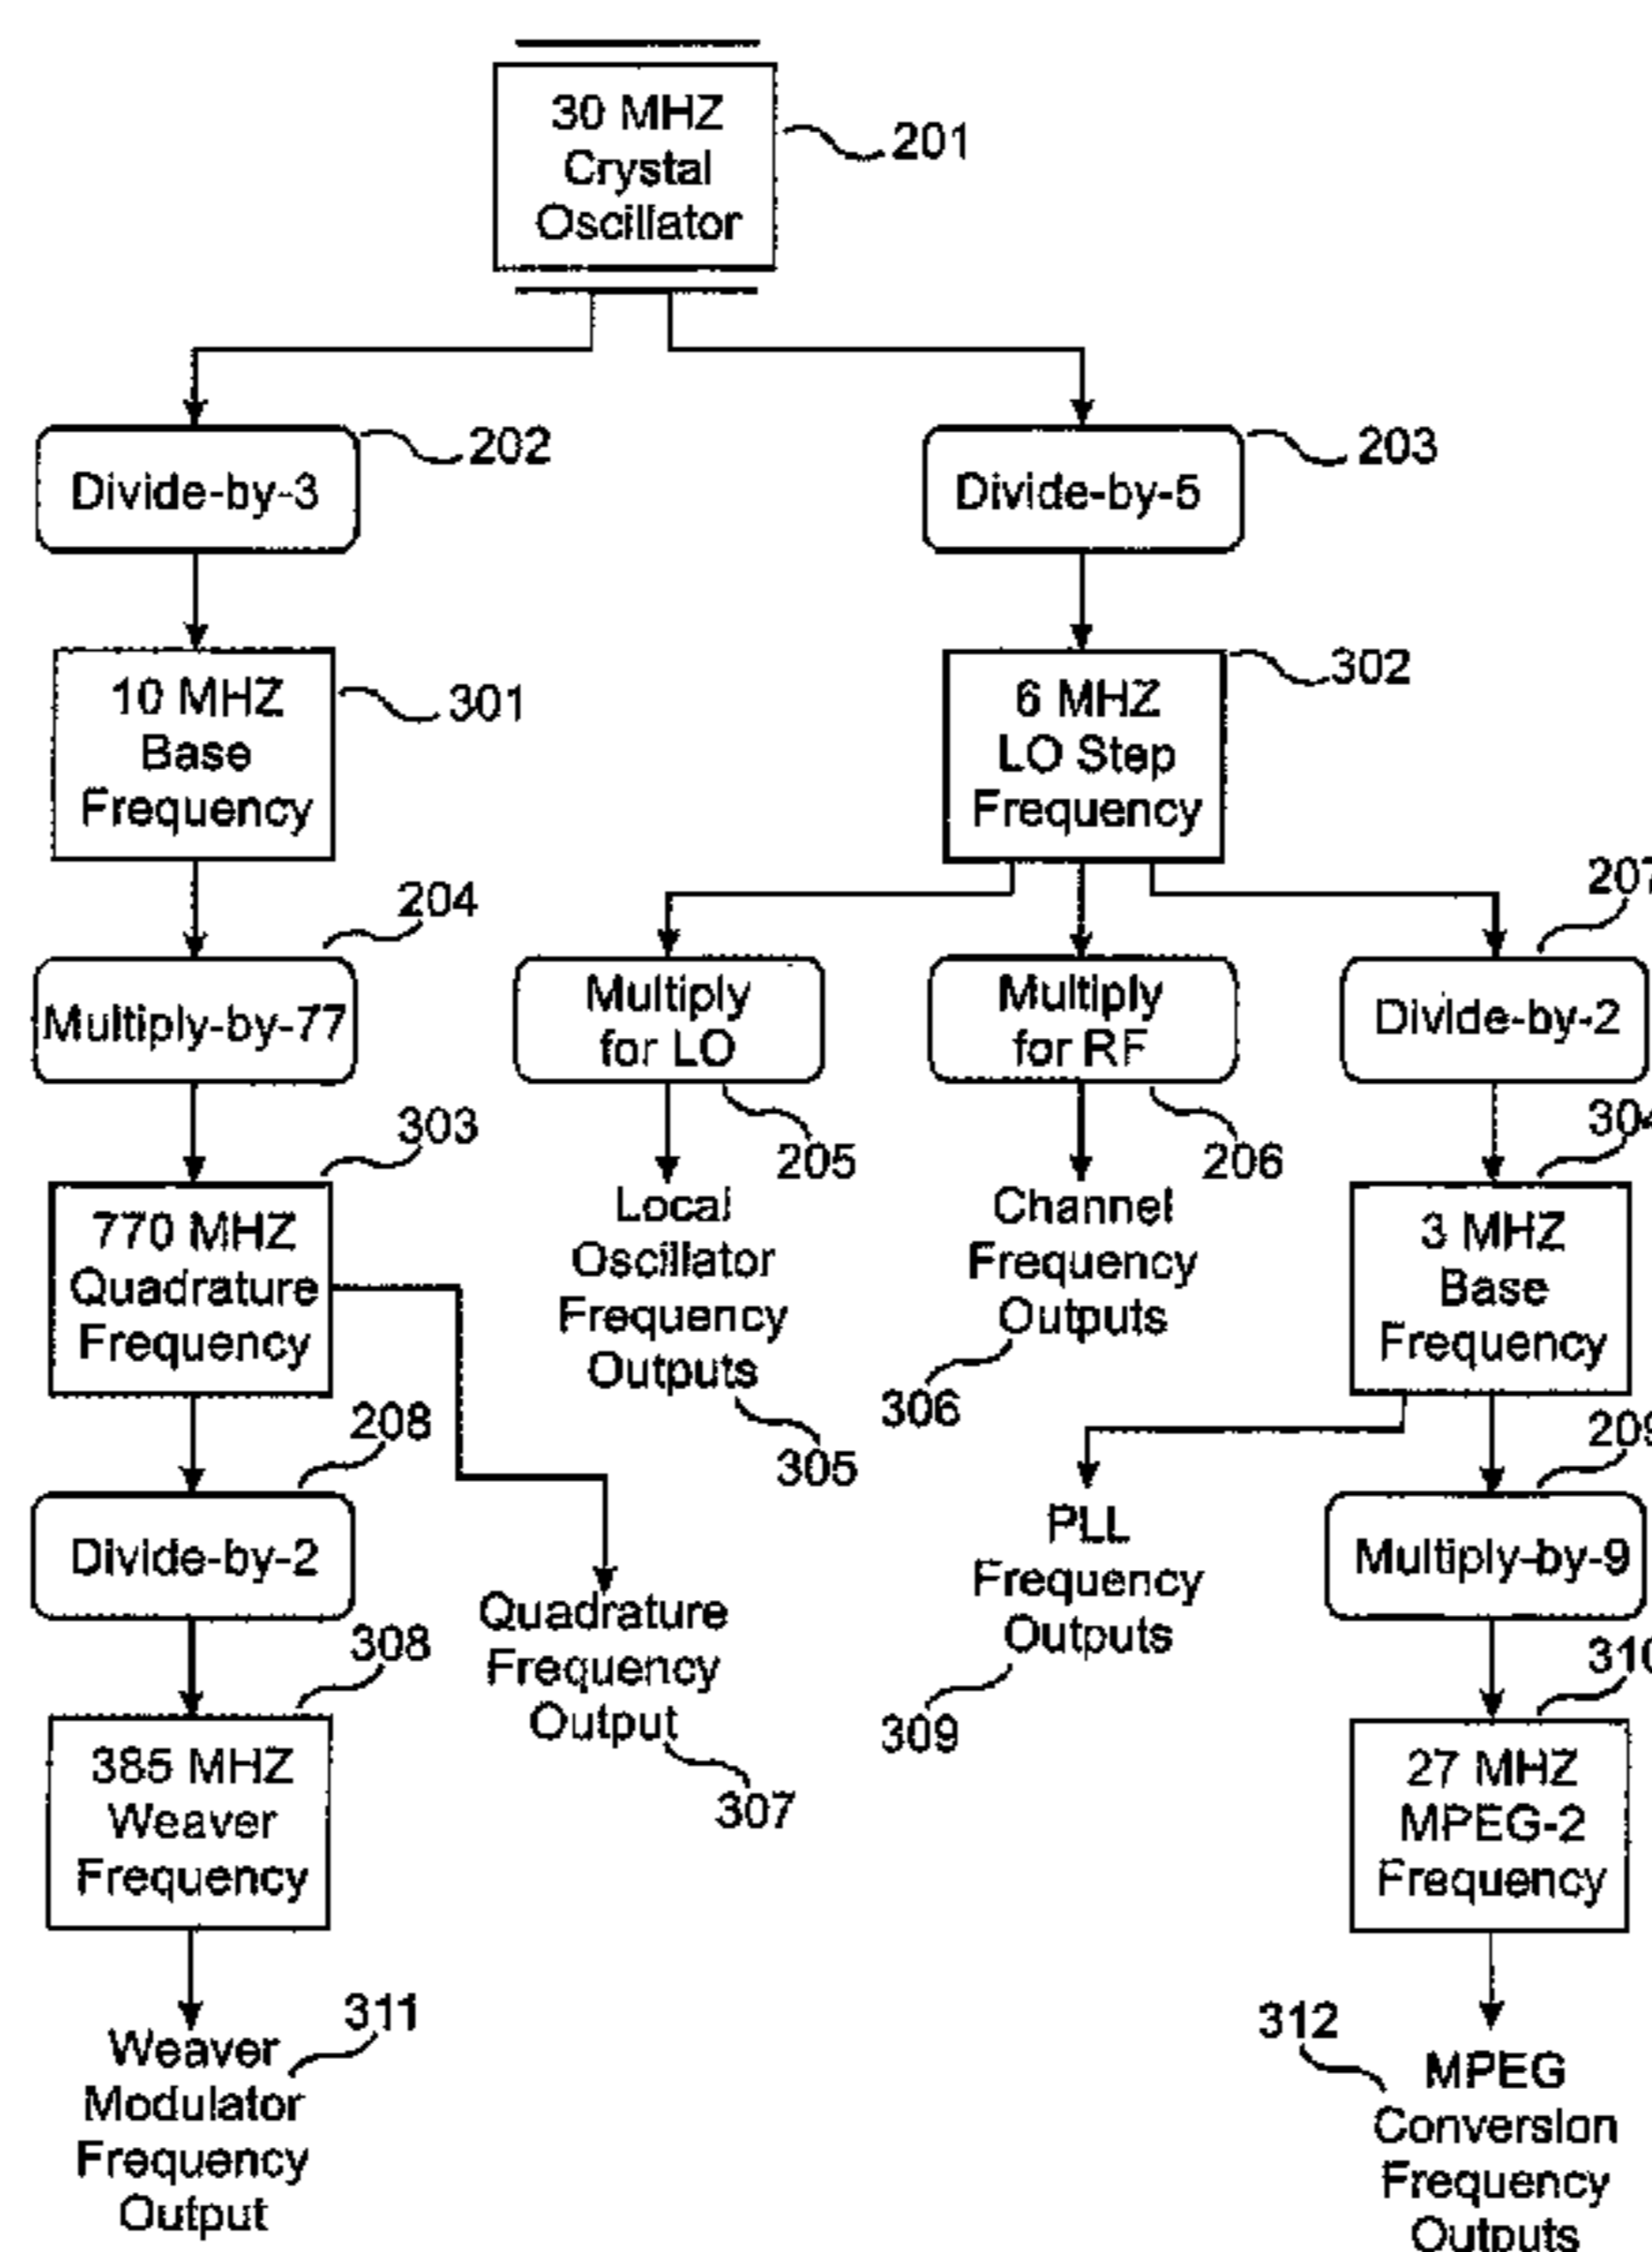 30 MHZ
Crystal
Oscillator
201
Divide-by-3
202
Divide-by-5
203
10 MHZ
Base
Frequency
301
6 MHZ
LO Step
Frequency
302
204
Multiply-by-77
Multiply
for LO
205
Multiply
for RF
206
207
Divide-by-2
303
770 MHZ
Quadrature
Frequency
Local
Oscillator
Frequency
Outputs
305
Channel
Frequency
Outputs
306
304
3 MHZ
Base
Frequency
208
Divide-by-2
Quadrature
Frequency
Output
307
PLL
Frequency
Outputs
309
209
Multiply-by-9
308
385 MHZ
Weaver
Frequency
310
27 MHZ
MPEG-2
Frequency
311
Weaver
Modulator
Frequency
Output
312
MPEG
Conversion
Frequency
Outputs